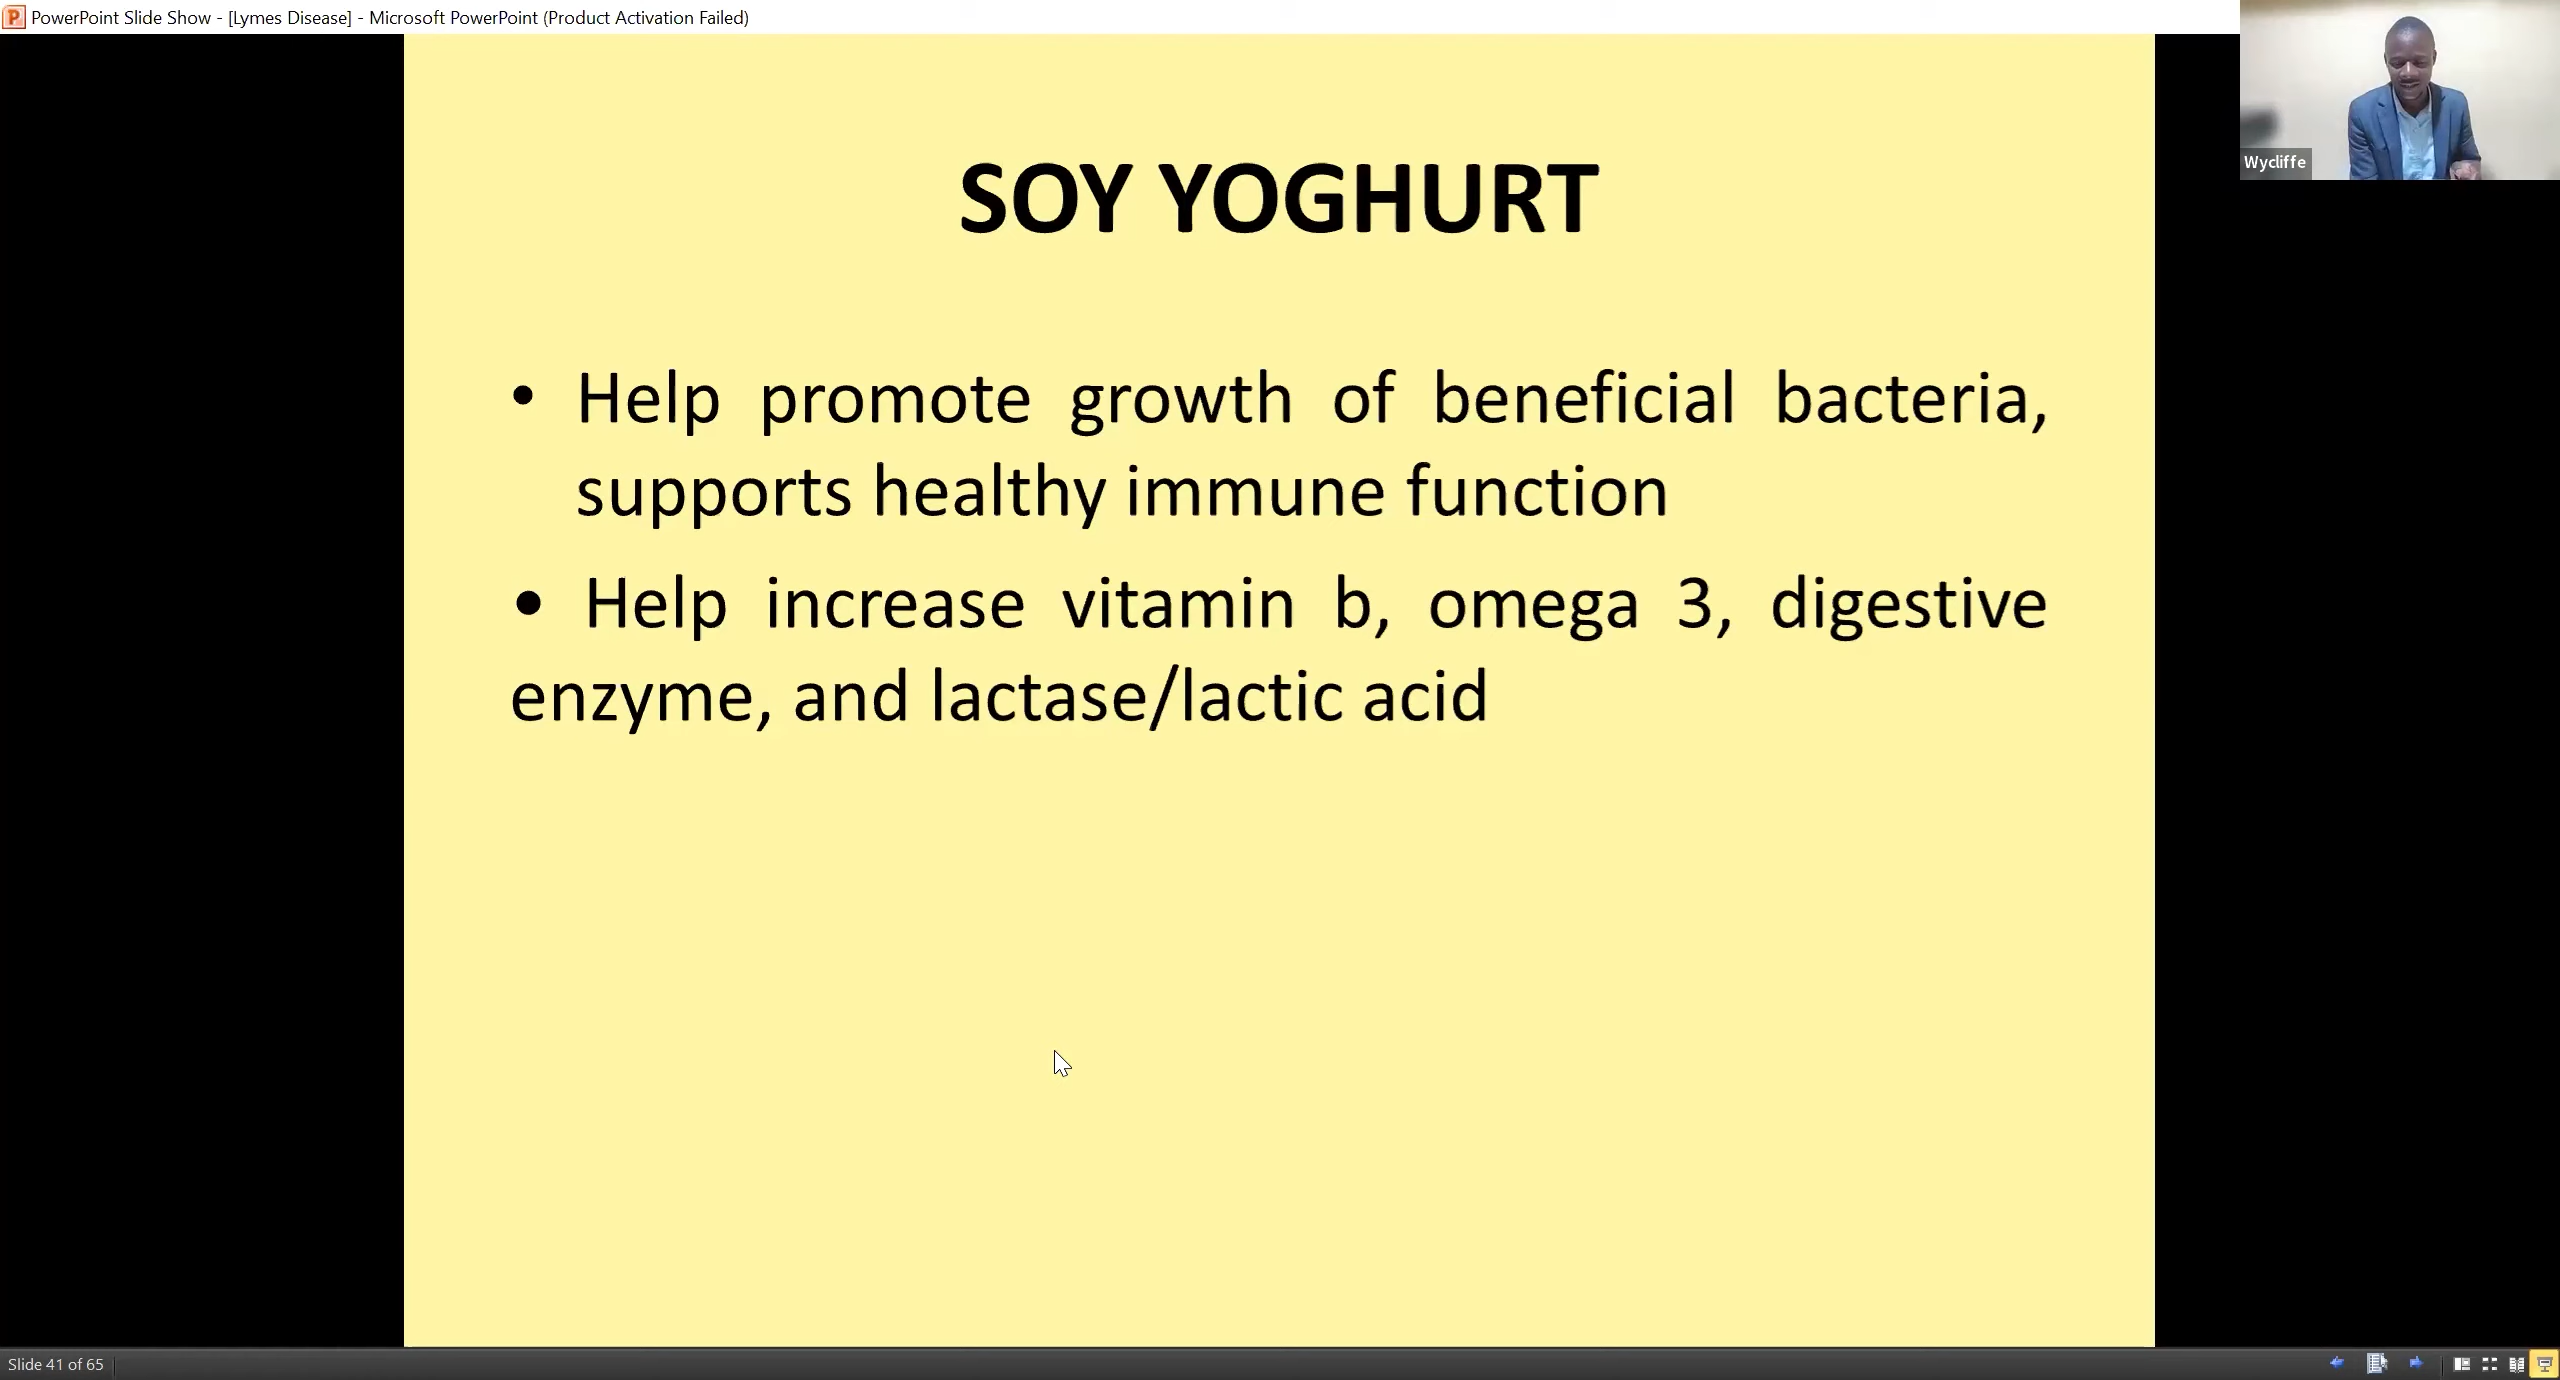 PowerPoint Slide Show - [Lymes Disease] - Microsoft PowerPoint (Product Activation Failed)
Wycliffe
SOY YOGHURT
• Help promote growth of beneficial bacteria,
supports healthy immune function
• Help increase vitamin b, omega 3, digestive
enzyme, and lactase/lactic acid
Slide 41 of 65